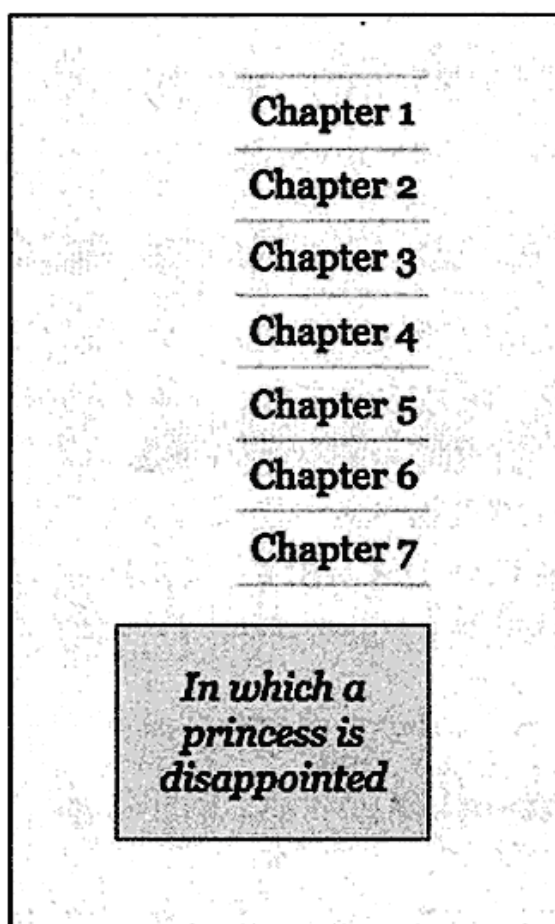 Chapter 1
Chapter 2
Chapter 3
Chapter 4
Chapter 5
Chapter 6
Chapter 7
In which a
princess is
disappointed